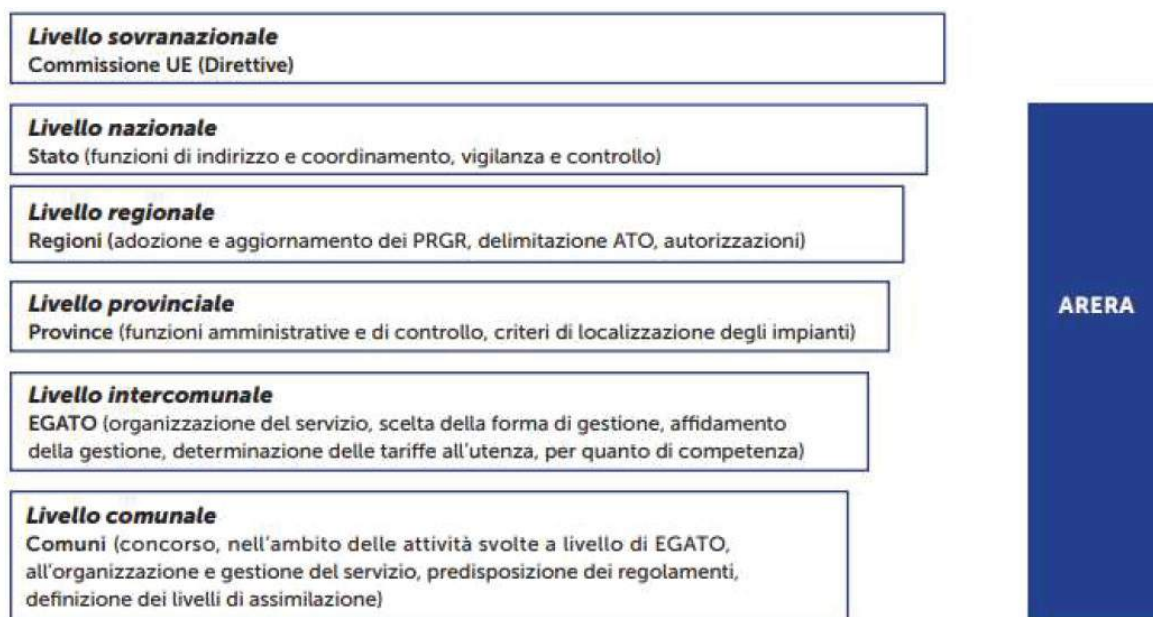 Livello sovranazionale
Commissione UE (Direttive)
Livello nazionale
Stato (funzioni di indirizzo e coordinamento, vigilanza e controllo)
Livello regionale
Regioni (adozione e aggiornamento dei PRGR, delimitazione ATO, autorizzazioni)
Livello provinciale
Province (funzioni amministrative e di controllo, criteri di localizzazione degli impianti)
Livello intercomunale
EGATO (organizzazione del servizio, scelta della forma di gestione, affidamento
della gestione, determinazione delle tariffe all'utenza, per quanto di competenza)
Livello comunale
Comuni (concorso, nell'ambito delle attività svolte a livello di EGATO,
all'organizzazione e gestione del servizio, predisposizione dei regolamenti,
definizione dei livelli di assimilazione)
ARERA